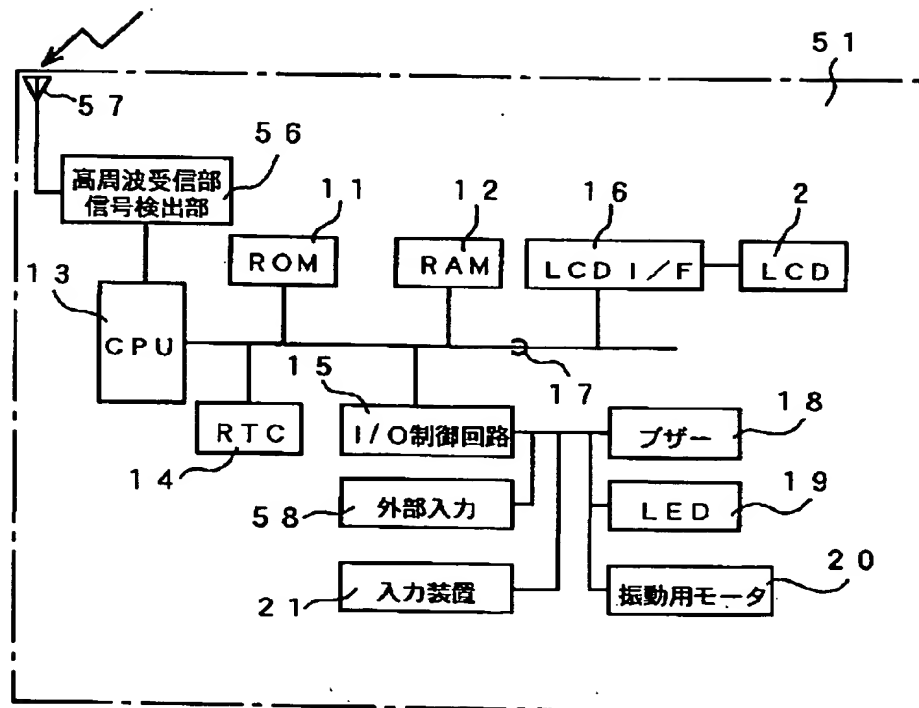 51
57
56
高周波受信部
信号検出部
11
12
16
2
ROM
RAM
LCD I/F
LCD
13
CPU
15
17
18
RTC
I/O制御回路
ブザー
14
19
58
外部入力
LED
20
21
入力装置
振動用モータ